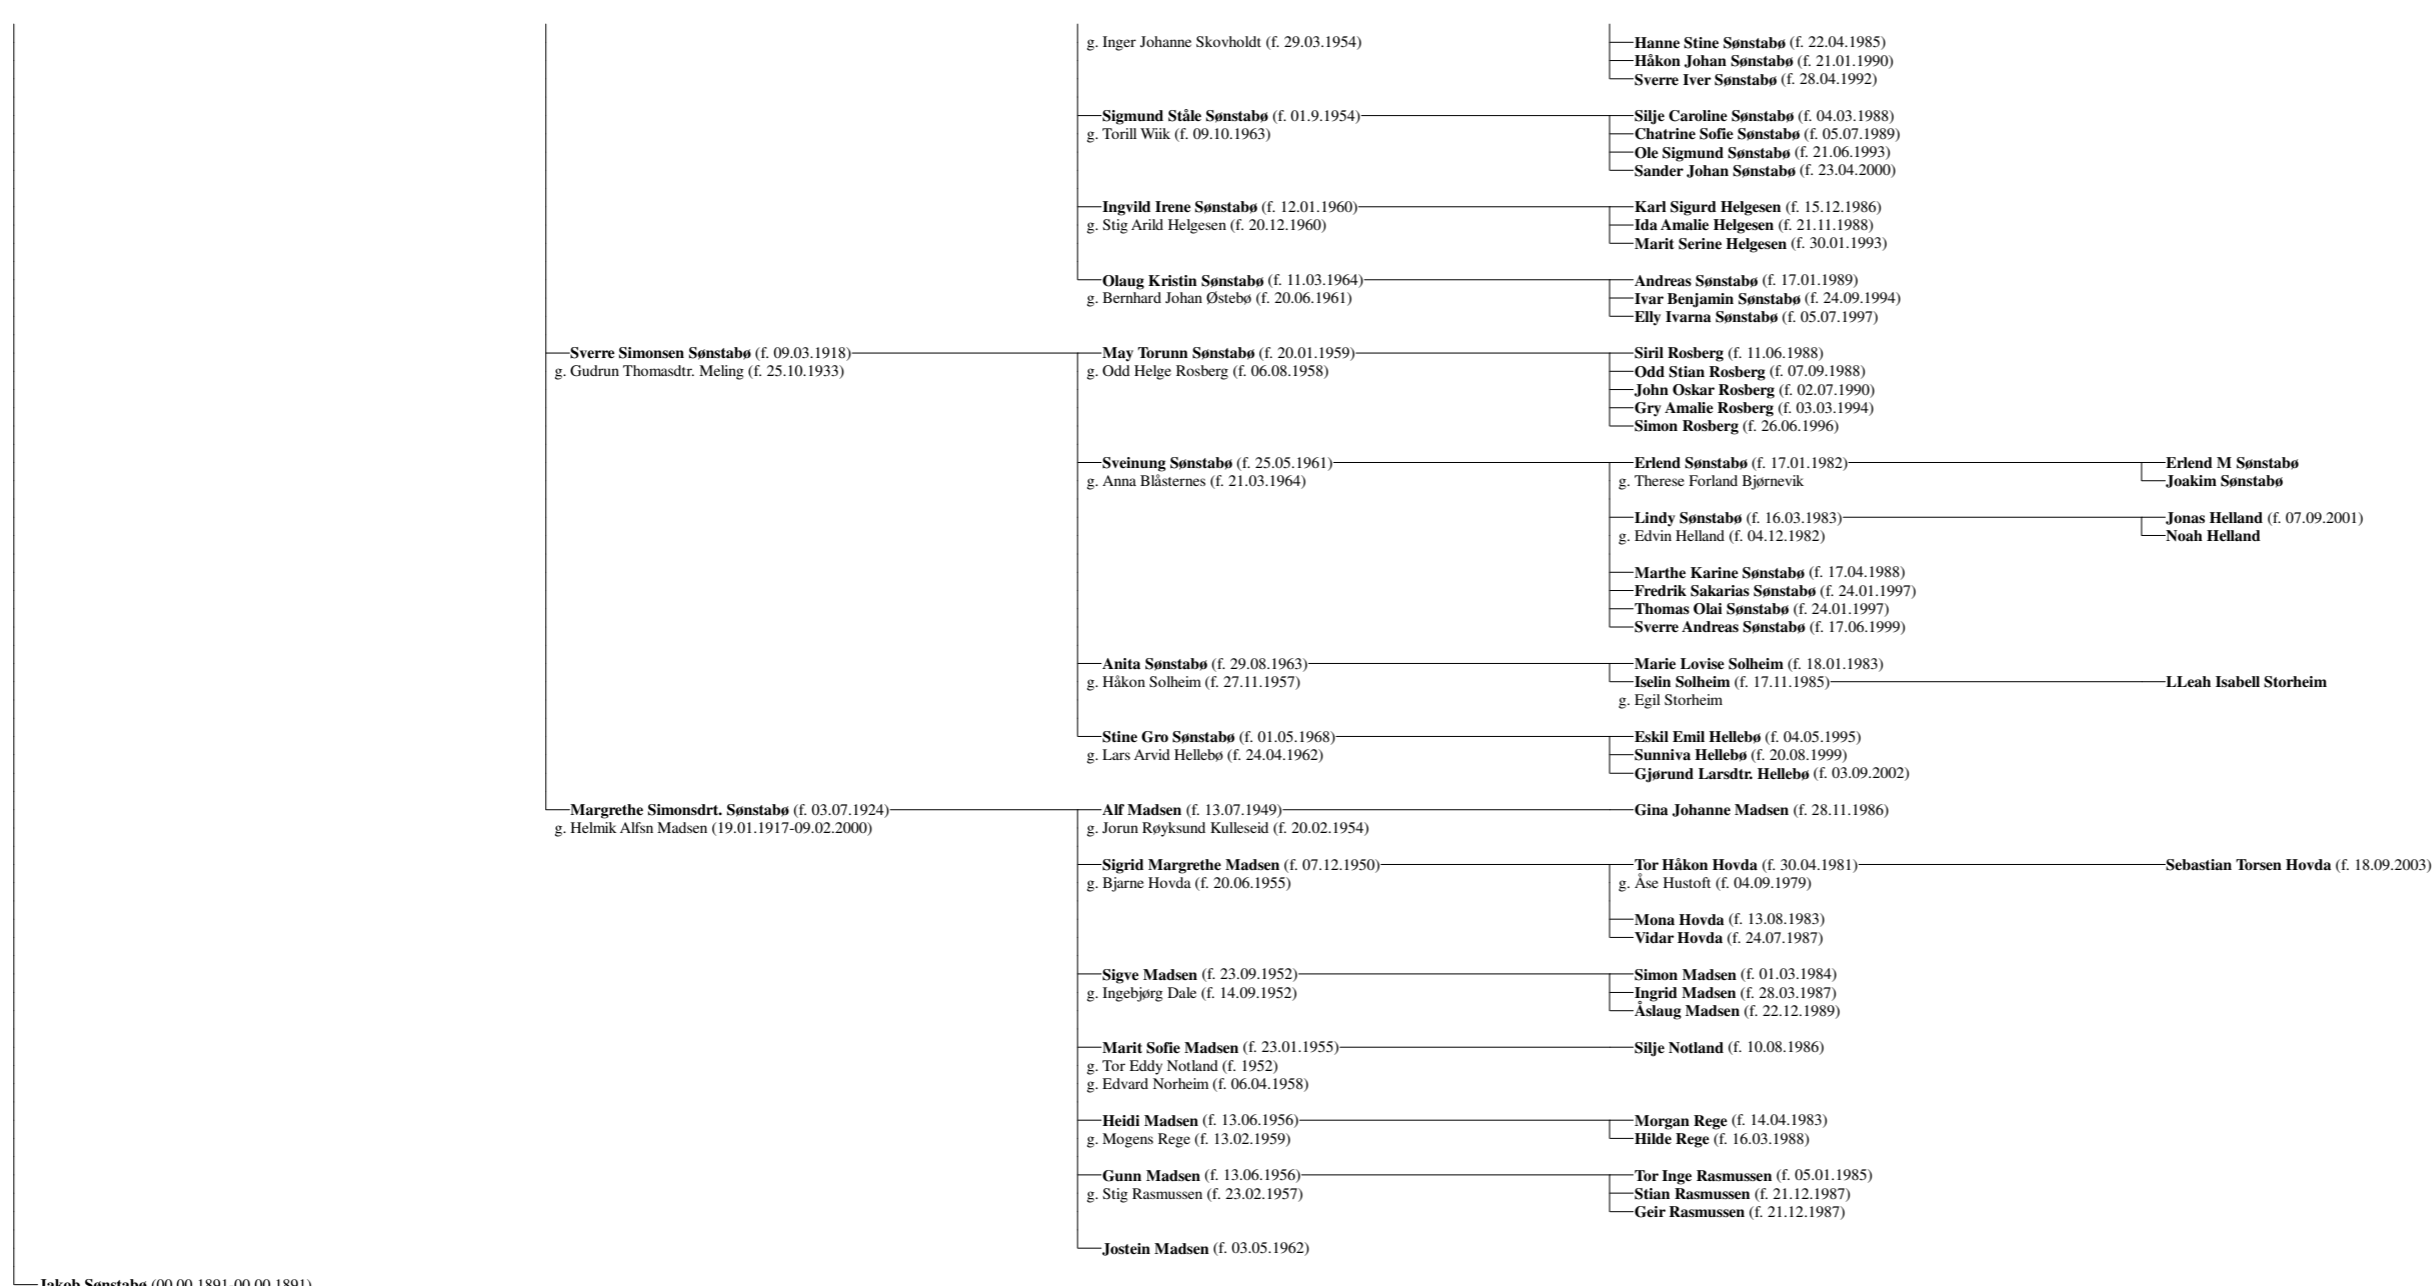 g. Inger Johanne Skovholdt (f. 29.03.1954)
Hanne Stine Sønstabø (f. 22.04.1985)
Håkon Johan Sønstabø (f. 21.01.1990)
Sverre Iver Sønstabø (f. 28.04.1992)
Sigmund Ståle Sønstabø (f. 01.9.1954)
g. Torill Wiik (f. 09.10.1963)
Silje Caroline Sønstabø (f. 04.03.1988)
Chatrine Sofie Sønstabø (f. 05.07.1989)
Ole Sigmund Sønstabø (f. 21.06.1993)
Sander Johan Sønstabø (f. 23.04.2000)
Ingvild Irene Sønstabø (f. 12.01.1960)
g. Stig Arild Helgesen (f. 20.12.1960)
Karl Sigurd Helgesen (f. 15.12.1986)
Ida Amalie Helgesen (f. 21.11.1988)
Marit Serine Helgesen (f. 30.01.1993)
Olaug Kristin Sønstabø (f. 11.03.1964)
g. Bernhard Johan Østebø (f. 20.06.1961)
Andreas Sønstabø (f. 17.01.1989)
Ivar Benjamin Sønstabø (f. 24.09.1994)
Elly Ivarna Sønstabø (f. 05.07.1997)
Sverre Simonsen Sønstabø (f. 09.03.1918)
g. Gudrun Thomasdtr. Meling (f. 25.10.1933)
May Torunn Sønstabø (f. 20.01.1959)
g. Odd Helge Rosberg (f. 06.08.1958)
Siril Rosberg (f. 11.06.1988)
Odd Stian Rosberg (f. 07.09.1988)
John Oskar Rosberg (f. 02.07.1990)
Gry Amalie Rosberg (f. 03.03.1994)
Simon Rosberg (f. 26.06.1996)
Sveinung Sønstabø (f. 25.05.1961)
g. Anna Blåsternes (f. 21.03.1964)
Erlend Sønstabø (f. 17.01.1982)
g. Therese Forland Bjørnevik
Erlend M Sønstabø
Joakim Sønstabø
Lindy Sønstabø (f. 16.03.1983)
g. Edvin Helland (f. 04.12.1982)
Jonas Helland (f. 07.09.2001)
Noah Helland
Marthe Karine Sønstabø (f. 17.04.1988)
Fredrik Sakarias Sønstabø (f. 24.01.1997)
Thomas Olai Sønstabø (f. 24.01.1997)
Sverre Andreas Sønstabø (f. 17.06.1999)
Anita Sønstabø (f. 29.08.1963)
g. Håkon Solheim (f. 27.11.1957)
Marie Lovise Solheim (f. 18.01.1983)
Iselin Solheim (f. 17.11.1985)
g. Egil Storheim
LLeah Isabell Storheim
Stine Gro Sønstabø (f. 01.05.1968)
g. Lars Arvid Hellebø (f. 24.04.1962)
Eskil Emil Hellebø (f. 04.05.1995)
Sunniva Hellebø (f. 20.08.1999)
Gjørund Larsdtr. Hellebø (f. 03.09.2002)
Margrethe Simonsdrt. Sønstabø (f. 03.07.1924)
g. Helmik Alfsn Madsen (19.01.1917-09.02.2000)
Alf Madsen (f. 13.07.1949)
g. Jorun Røyksund Kulleseid (f. 20.02.1954)
Gina Johanne Madsen (f. 28.11.1986)
Sigrid Margrethe Madsen (f. 07.12.1950)
g. Bjarne Hovda (f. 20.06.1955)
Tor Håkon Hovda (f. 30.04.1981)
g. Åse Hustoft (f. 04.09.1979)
Sebastian Torsen Hovda (f. 18.09.2003)
Mona Hovda (f. 13.08.1983)
Vidar Hovda (f. 24.07.1987)
Sigve Madsen (f. 23.09.1952)
g. Ingebjørg Dale (f. 14.09.1952)
Simon Madsen (f. 01.03.1984)
Ingrid Madsen (f. 28.03.1987)
Åslaug Madsen (f. 22.12.1989)
Marit Sofie Madsen (f. 23.01.1955)
g. Tor Eddy Notland (f. 1952)
g. Edvard Norheim (f. 06.04.1958)
Silje Notland (f. 10.08.1986)
Heidi Madsen (f. 13.06.1956)
g. Mogens Rege (f. 13.02.1959)
Morgan Rege (f. 14.04.1983)
Hilde Rege (f. 16.03.1988)
Gunn Madsen (f. 13.06.1956)
g. Stig Rasmussen (f. 23.02.1957)
Tor Inge Rasmussen (f. 05.01.1985)
Stian Rasmussen (f. 21.12.1987)
Geir Rasmussen (f. 21.12.1987)
Jostein Madsen (f. 03.05.1962)
Jakob Sønstabø (00.00.1891-00.00.1891)